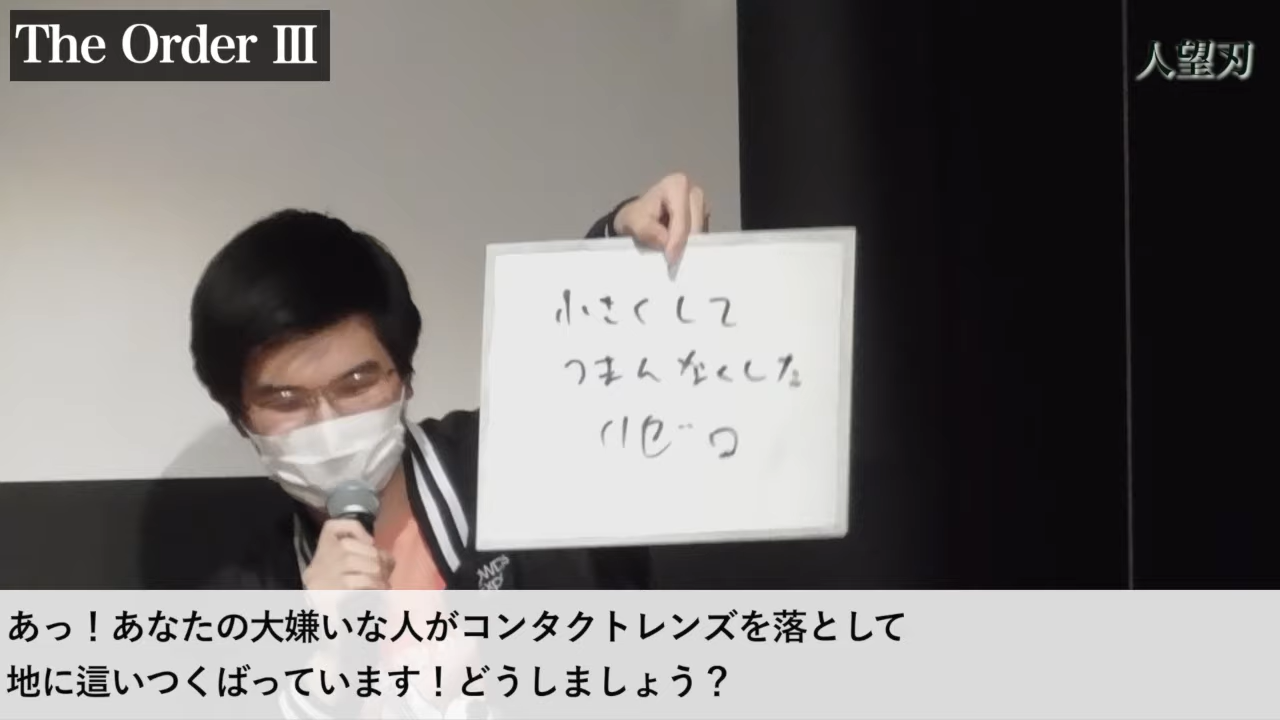 The Order Ⅲ
人望刃
小さくして
つまんなくした
リゼロ
あっ！あなたの大嫌いな人がコンタクトレンズを落として
地に這いつくばっています！どうしましょう？